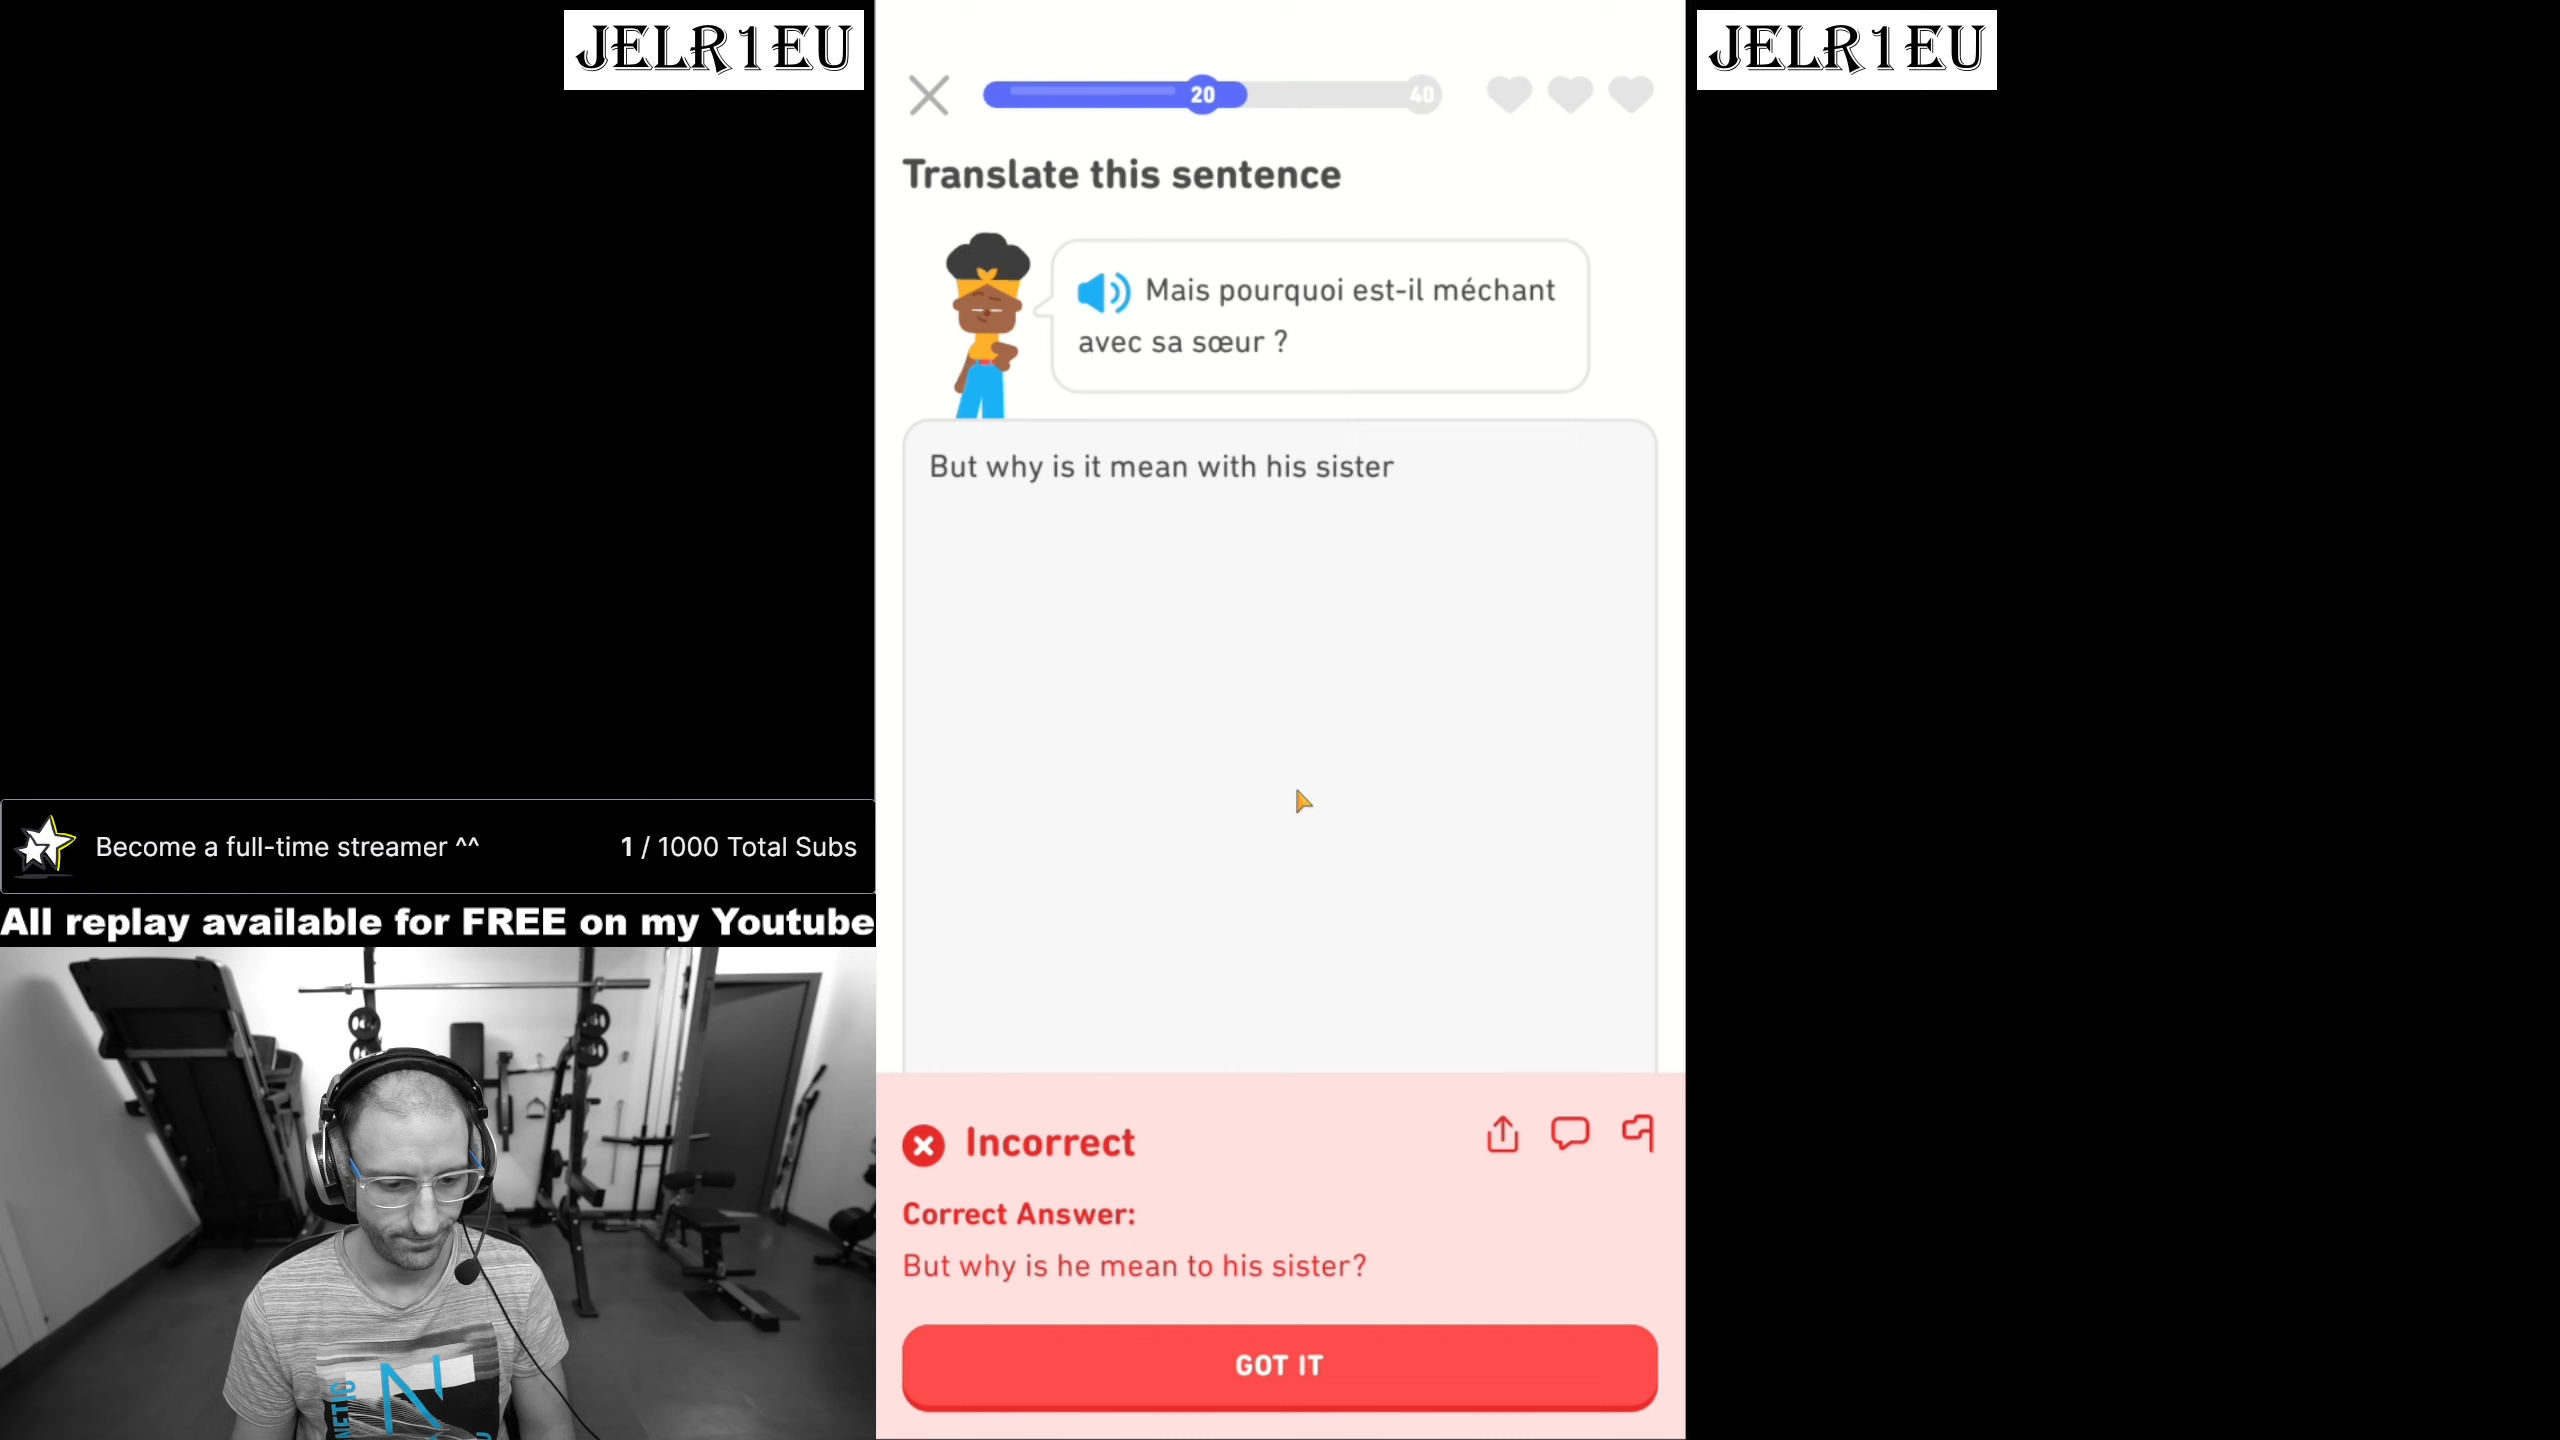 JELR1EU
JELR1EU
20
40
Translate this sentence
Mais pourquoi est-il méchant
avec sa sœur ?
But why is it mean with his sister
Become a full-time streamer ^^
1 / 1000 Total Subs
All replay available for FREE on my Youtube
N
Incorrect
Correct Answer:
But why is he mean to his sister?
GOT IT